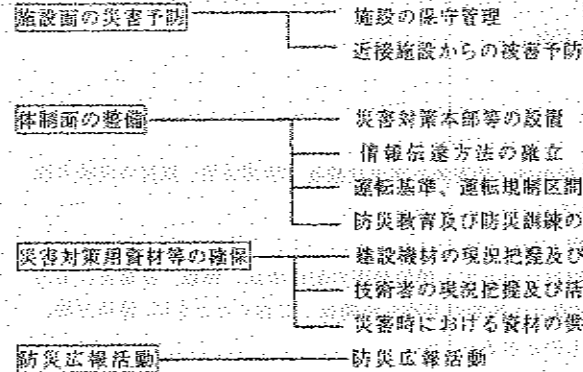 施設面の災害予防 施設の保守管理
近接施設からの被害予防
体制面の整備 災害対策本部等の設置
情報伝達方法の確立
運転基準、運転規制区間
防災教育及び防災訓練の
災害対策用資材等の確保 建設機材の現況把握及び
技術者の現況把握及び活
災害時における資材の供
防災広報活動 防災広報活動